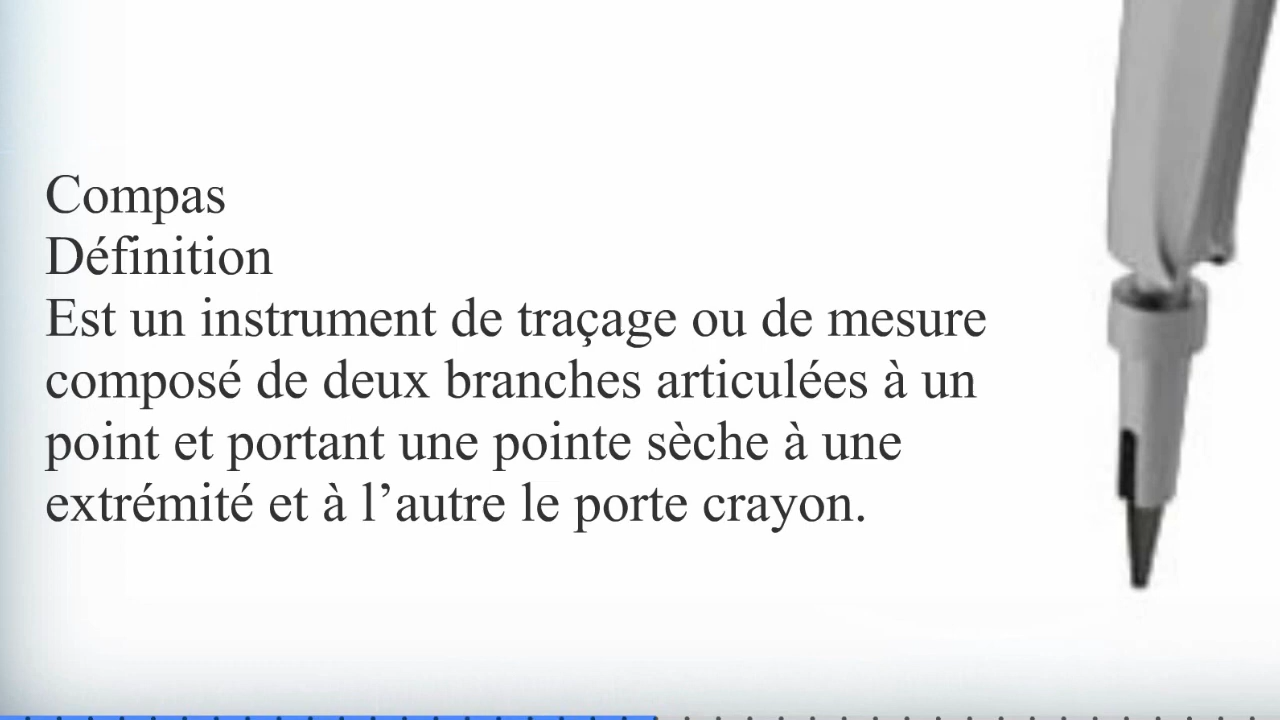 Compas
Définition
Est un instrument de traçage ou de mesure
composé de deux branches articulées à un
point et portant une pointe sèche à une
extrémité et à l’autre le porte crayon.